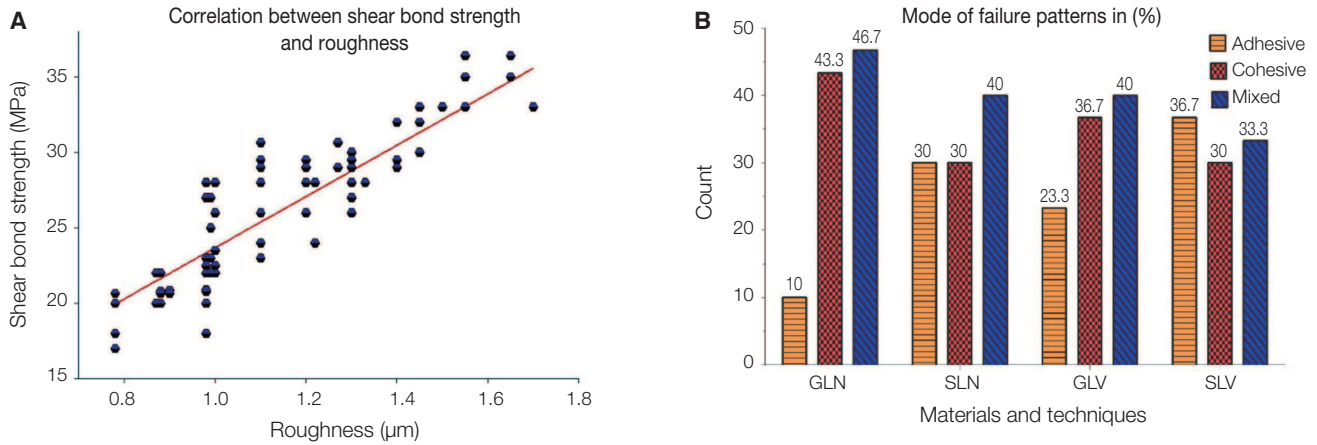 A
Correlation between shear bond strength
and roughness
Shear bond strength (MPa)
35
30
25
20
15
0.8 1.0 1.2 1.4 1.6 1.8
Roughness (µm)
B
Mode of failure patterns in (%)
Adhesive
Cohesive
Mixed
Count
50
40
30
20
10
0
10 43.3 46.7
30 30 40
23.3 36.7 40
36.7 30 33.3
GLN SLN GLV SLV
Materials and techniques